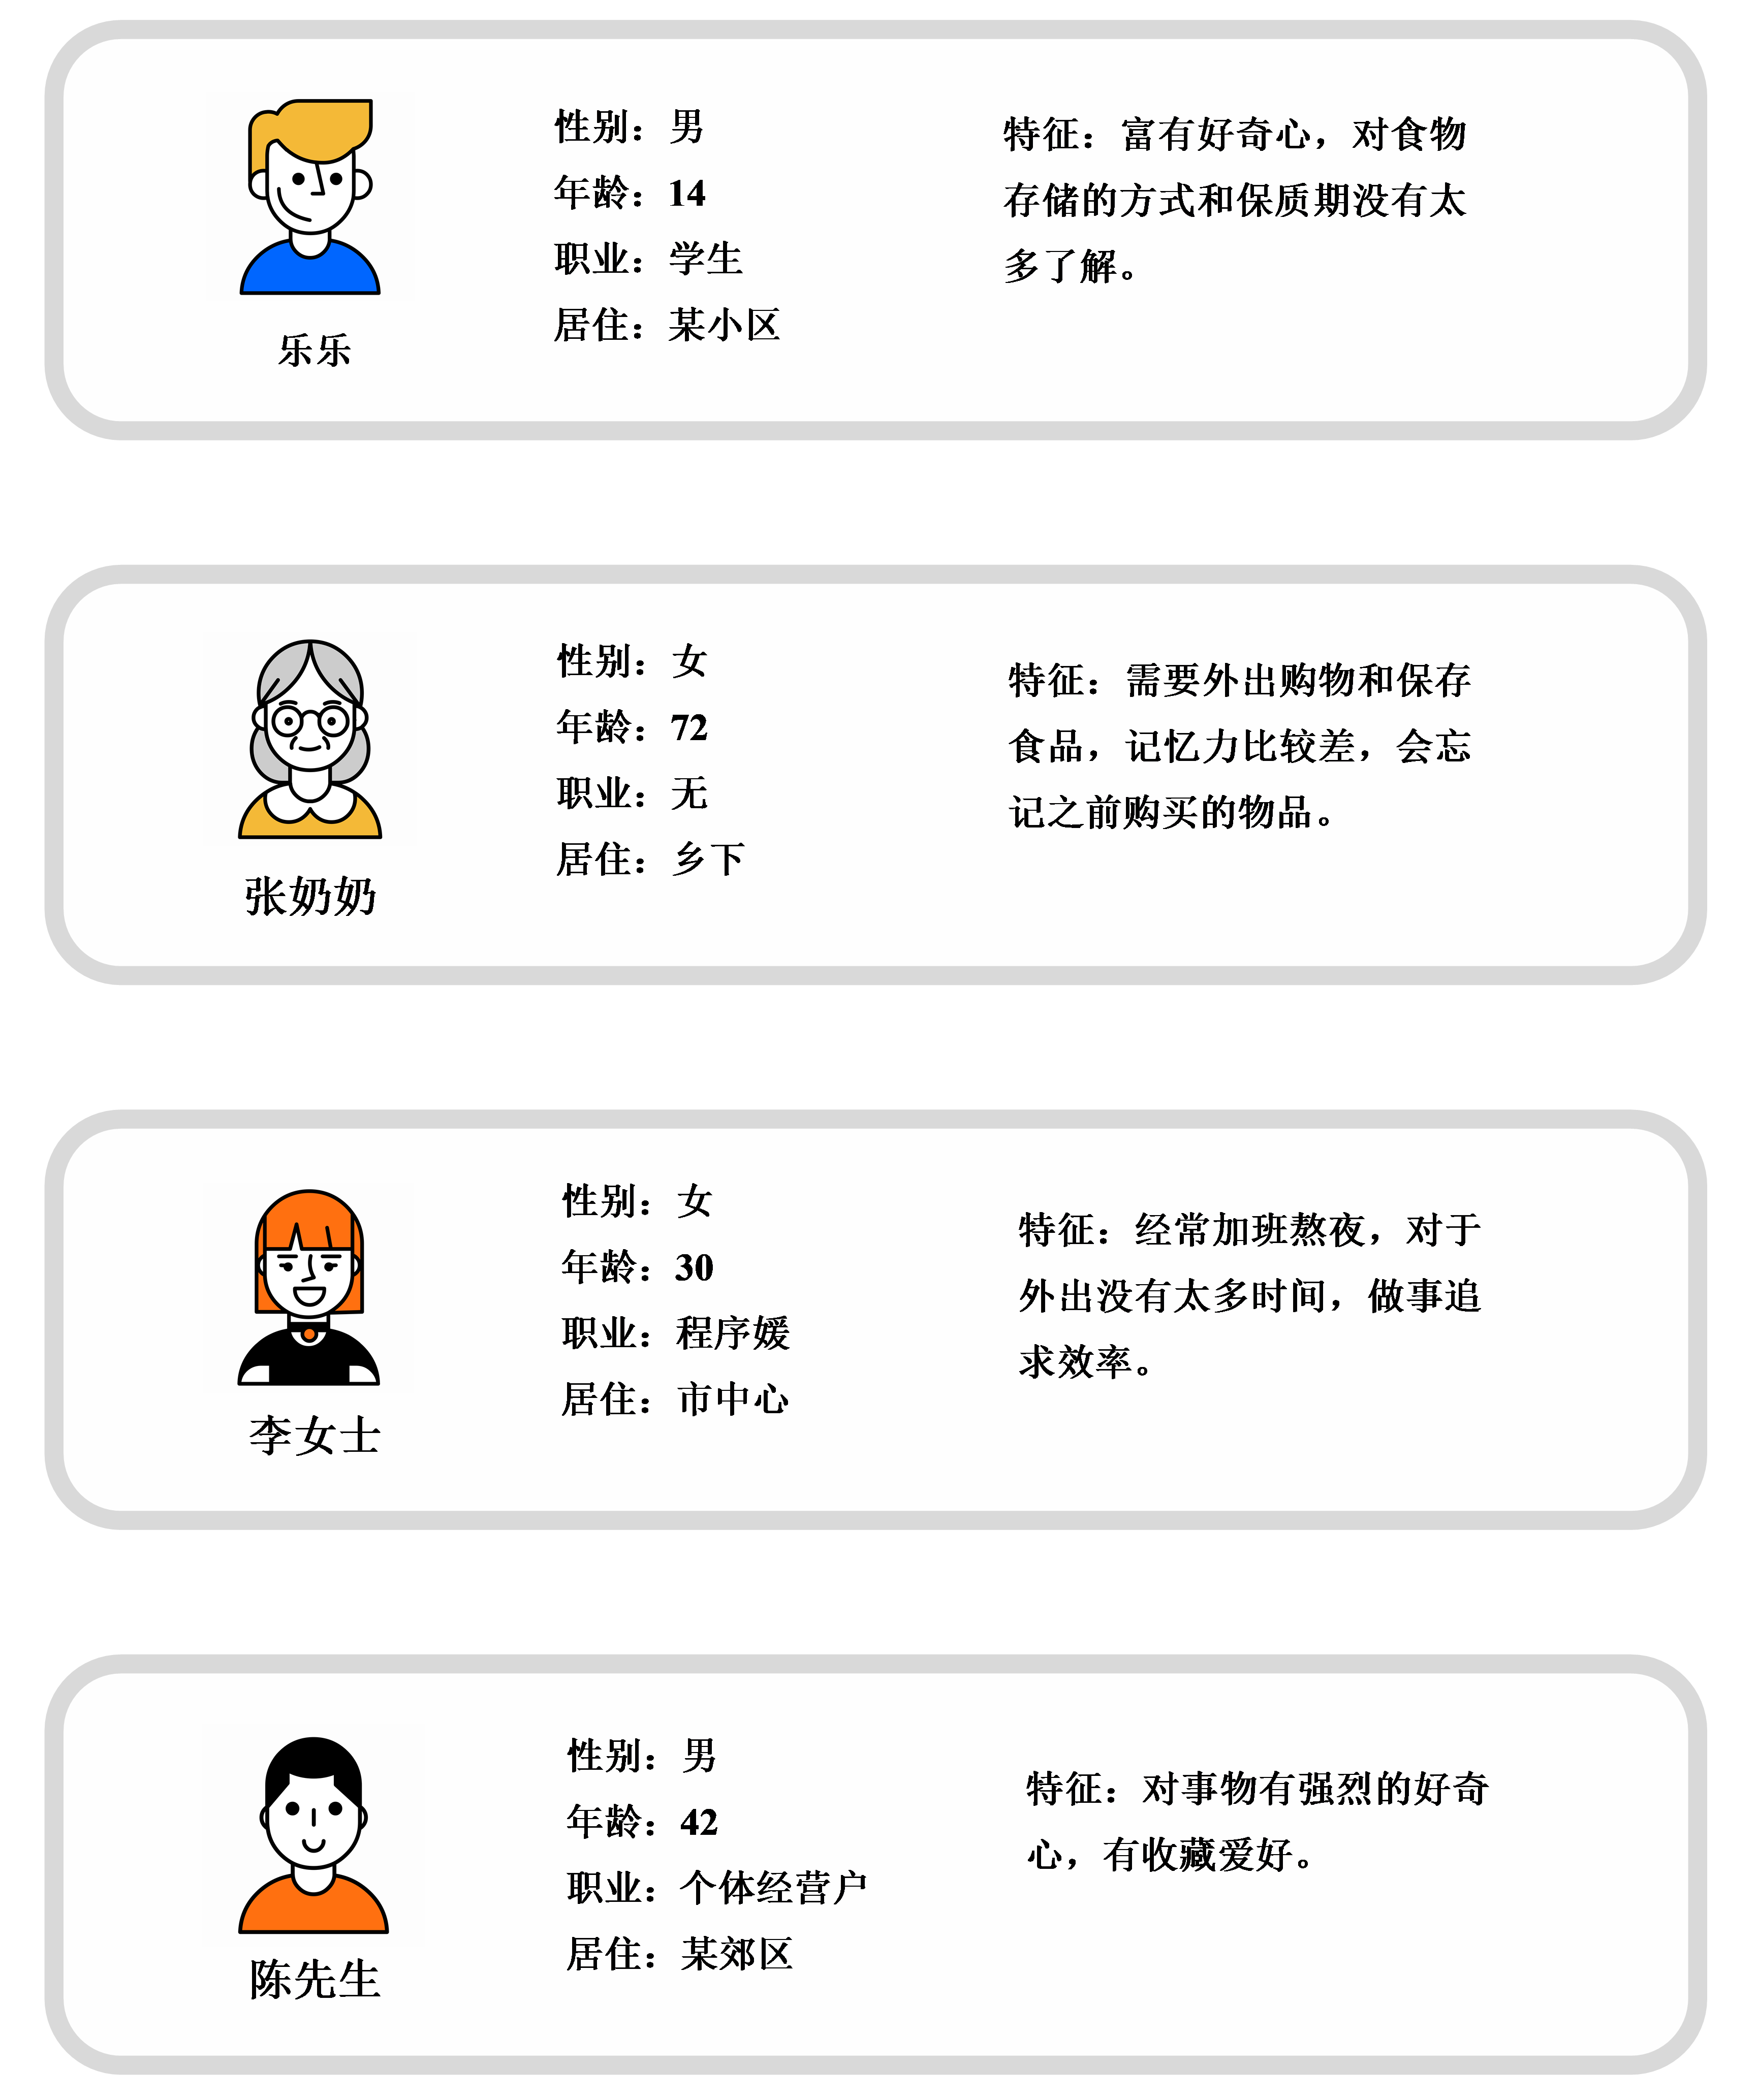 性别：男
年龄：14
职业：学生
居住：某小区
乐乐
特征：富有好奇心，对食物
存储的方式和保质期没有太
多了解。
性别：女
年龄：72
职业：无
居住：乡下
张奶奶
特征：需要外出购物和保存
食品，记忆力比较差，会忘
记之前购买的物品。
性别：女
年龄：30
职业：程序媛
居住：市中心
李女士
特征：经常加班熬夜，对于
外出没有太多时间，做事追
求效率。
性别：男
年龄：42
职业：个体经营户
居住：某郊区
陈先生
特征：对事物有强烈的好奇
心，有收藏爱好。